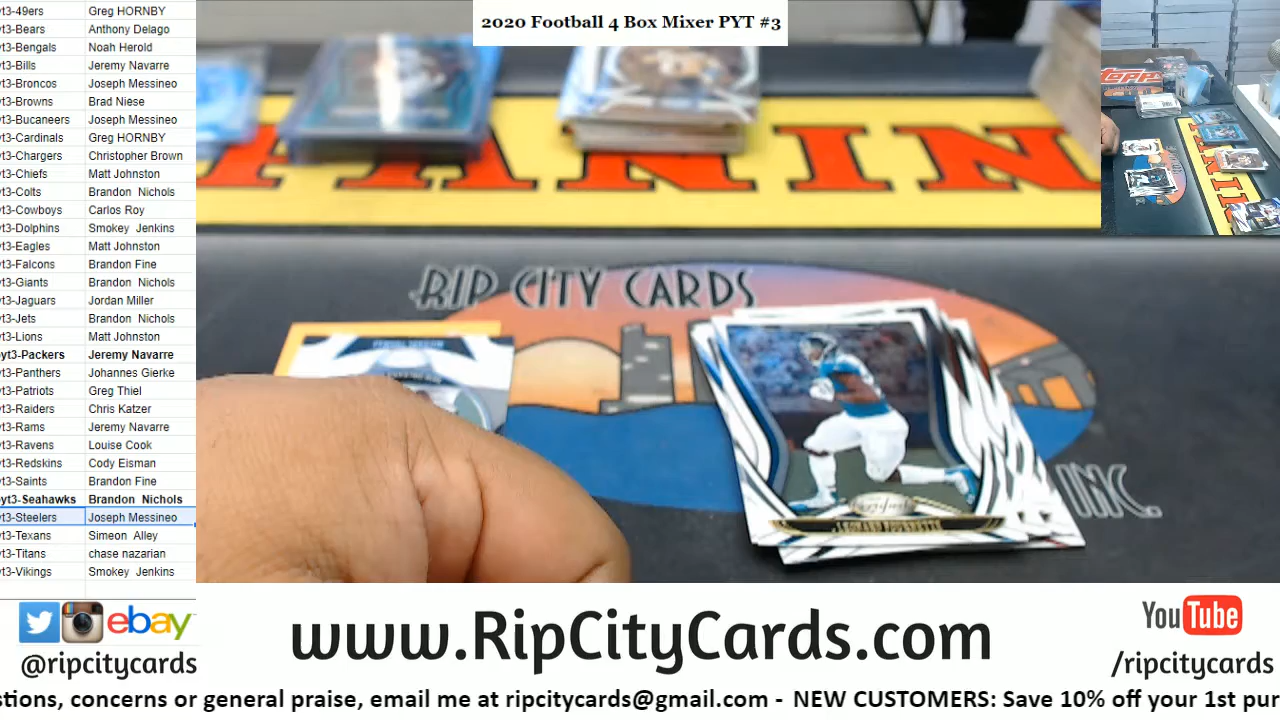 2020 Football 4 Box Mixer PYT #3
yt3-49ers Greg HORNBY
yt3-Bears Anthony Delago
yt3-Bengals Noah Herold
yt3-Bills Jeremy Navarre
yt3-Broncos Joseph Messineo
yt3-Browns Brad Niese
yt3-Bucaneers Joseph Messineo
yt3-Cardinals Greg HORNBY
yt3-Chargers Christopher Brown
yt3-Chiefs Matt Johnston
yt3-Colts Brandon Nichols
yt3-Cowboys Carlos Roy
yt3-Dolphins Smokey Jenkins
yt3-Eagles Matt Johnston
yt3-Falcons Brandon Fine
yt3-Giants Brandon Nichols
yt3-Jaguars Jordan Miller
yt3-Jets Brandon Nichols
yt3-Lions Matt Johnston
yt3-Packers Jeremy Navarre
yt3-Panthers Johannes Gierke
yt3-Patriots Greg Thiel
yt3-Raiders Chris Katzer
yt3-Rams Jeremy Navarre
yt3-Ravens Louise Cook
yt3-Redskins Cody Eisman
yt3-Saints Brandon Fine
yt3-Seahawks Brandon Nichols
yt3-Steelers Joseph Messineo
yt3-Texans Simeon Alley
yt3-Titans chase nazarian
yt3-Vikings Smokey Jenkins
PANIN
topps
PANIN
RIP CITY CARDS
INC.
Certified
LEONARD FOURNETTE
ebay
@ripcitycards
www.RipCityCards.com
YouTube
/ripcitycards
stions, concerns or general praise, email me at ripcitycards@gmail.com - NEW CUSTOMERS: Save 10% off your 1st pur